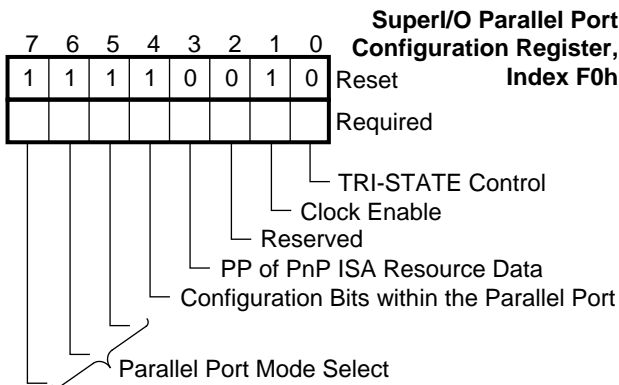 SuperI/O Parallel Port
Configuration Register,
Index F0h
7 6 5 4 3 2 1 0
1 1 1 1 0 0 1 0 Reset
Required
TRI-STATE Control
Clock Enable
Reserved
PP of PnP ISA Resource Data
Configuration Bits within the Parallel Port
Parallel Port Mode Select